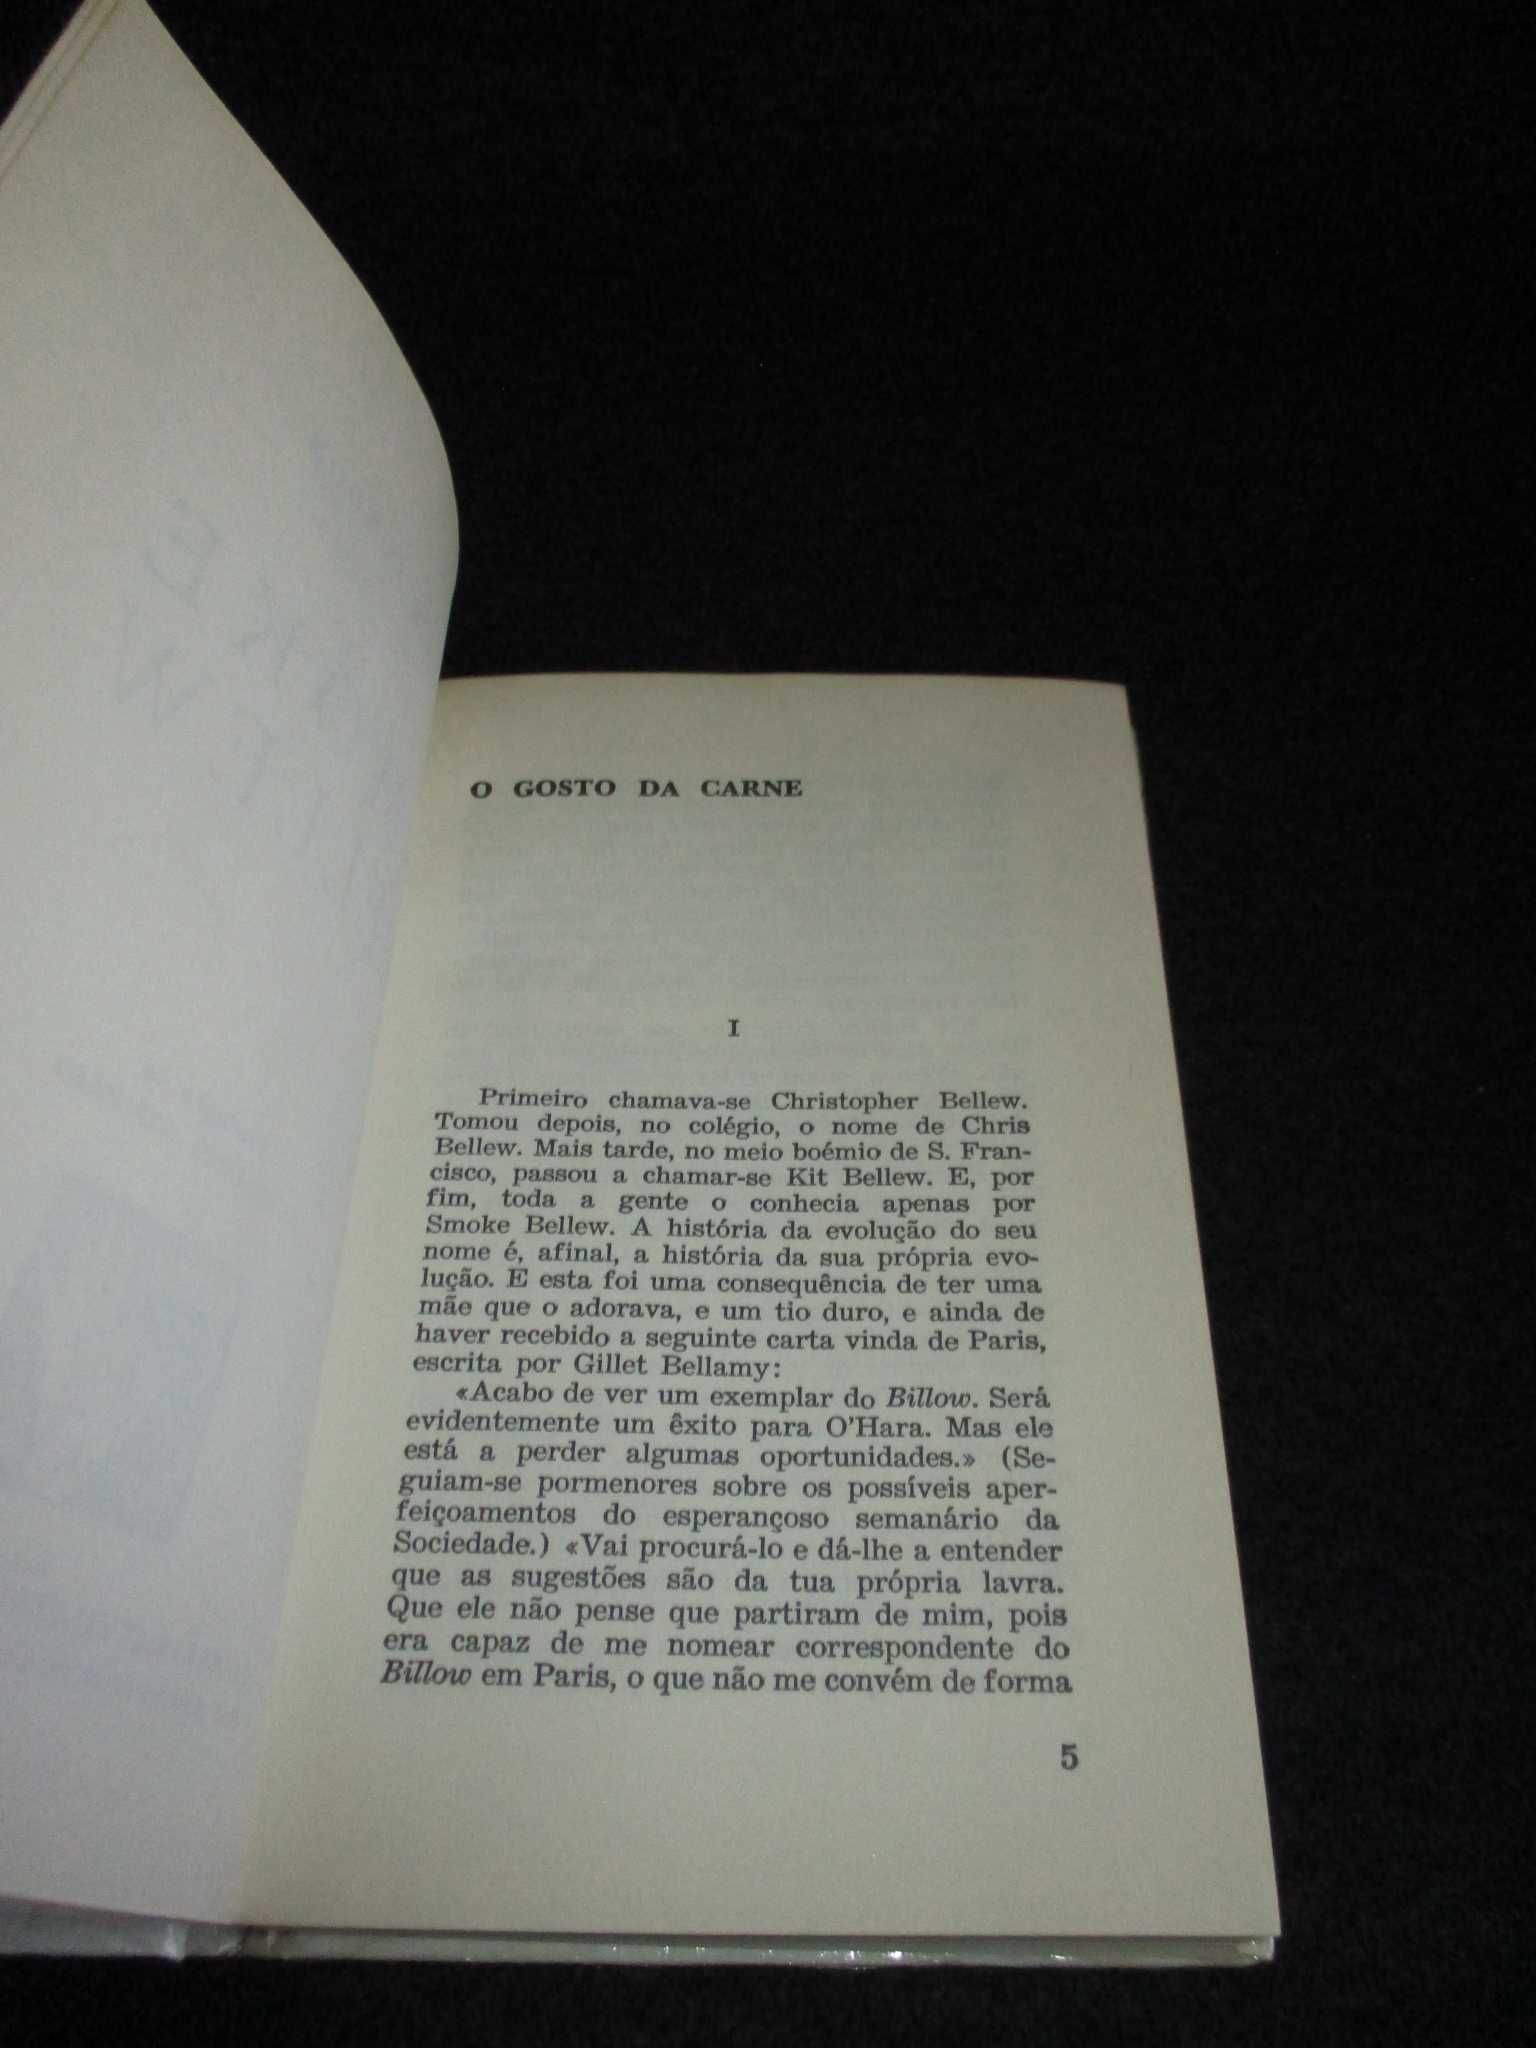 O GOSTO DA CARNE
I
Primeiro chamava-se Christopher Bellew.
Tomou depois, no colégio, o nome de Chris
Bellew. Mais tarde, no meio boémio de S. Fran-
cisco, passou a chamar-se Kit Bellew. E, por
fim, toda a gente o conhecia apenas por
Smoke Bellew. A história da evolução do seu
nome é, afinal, a história da sua própria evo-
lução. E esta foi uma consequência de ter uma
mãe que o adorava, e um tio duro, e ainda de
haver recebido a seguinte carta vinda de Paris,
escrita por Gillet Bellamy:
«Acabo de ver um exemplar do Billow. Será
evidentemente um êxito para O'Hara. Mas ele
está a perder algumas oportunidades.» (Se-
guiam-se pormenores sobre os possíveis aper-
feiçoamentos do esperançoso semanário da
Sociedade.) «Vai procurá-lo e dá-lhe a entender
que as sugestões são da tua própria lavra.
Que ele não pense que partiram de mim, pois
era capaz de me nomear correspondente do
Billow em Paris, o que não me convém de forma
5